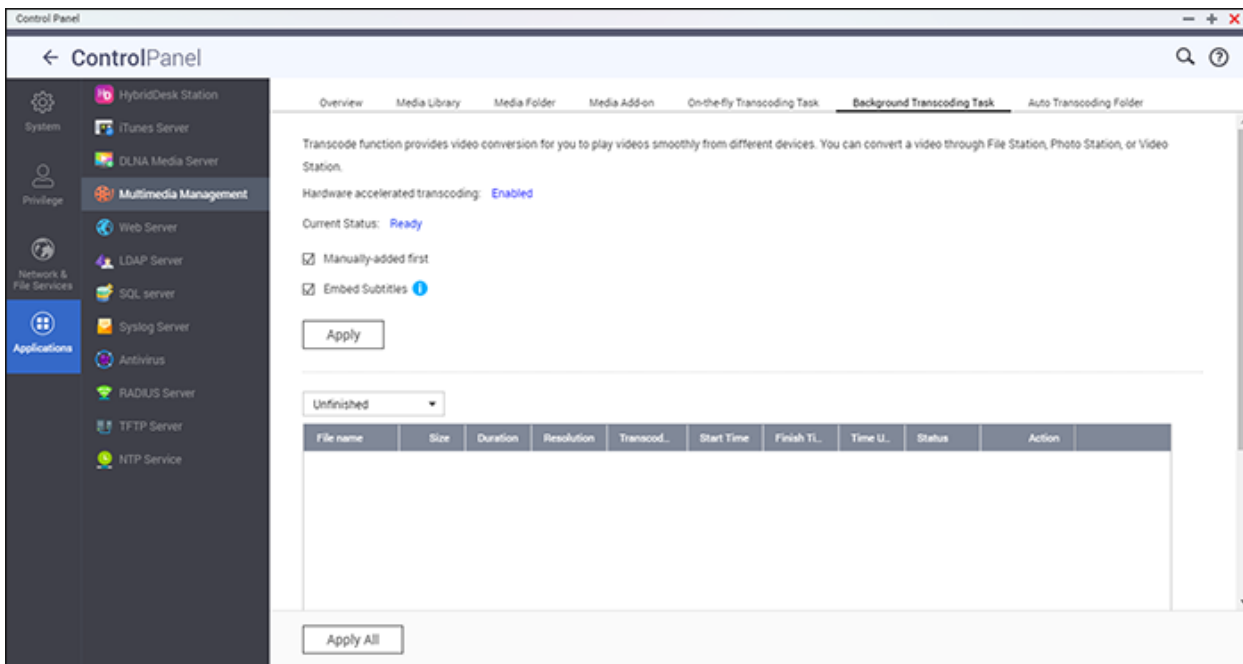 Control Panel
ControlPanel
System
Privilege
Network &
File Services
Applications
HybridDesk Station
iTunes Server
DLNA Media Server
Multimedia Management
Web Server
LDAP Server
SQL server
Syslog Server
Antivirus
RADIUS Server
TFTP Server
NTP Service
Overview Media Library Media Folder Media Add-on On-the-fly Transcoding Task Background Transcoding Task Auto Transcoding Folder
Transcode function provides video conversion for you to play videos smoothly from different devices. You can convert a video through File Station, Photo Station, or Video
Station.
Hardware accelerated transcoding: Enabled
Current Status: Ready
Manually-added first
Embed Subtitles
Apply
Unfinished
File name Size Duration Resolution Transcod... Start Time Finish Ti... Time U... Status Action
Apply All